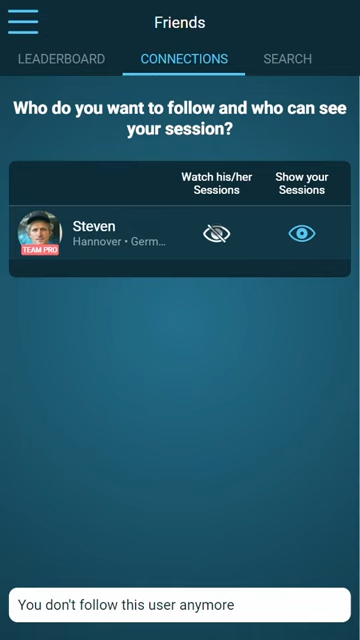 Friends
LEADERBOARD CONNECTIONS SEARCH
Who do you want to follow and who can see
your session?
Watch his/her Show your
Sessions Sessions
Steven
Hannover • Germ...
TEAM PRO
You don't follow this user anymore